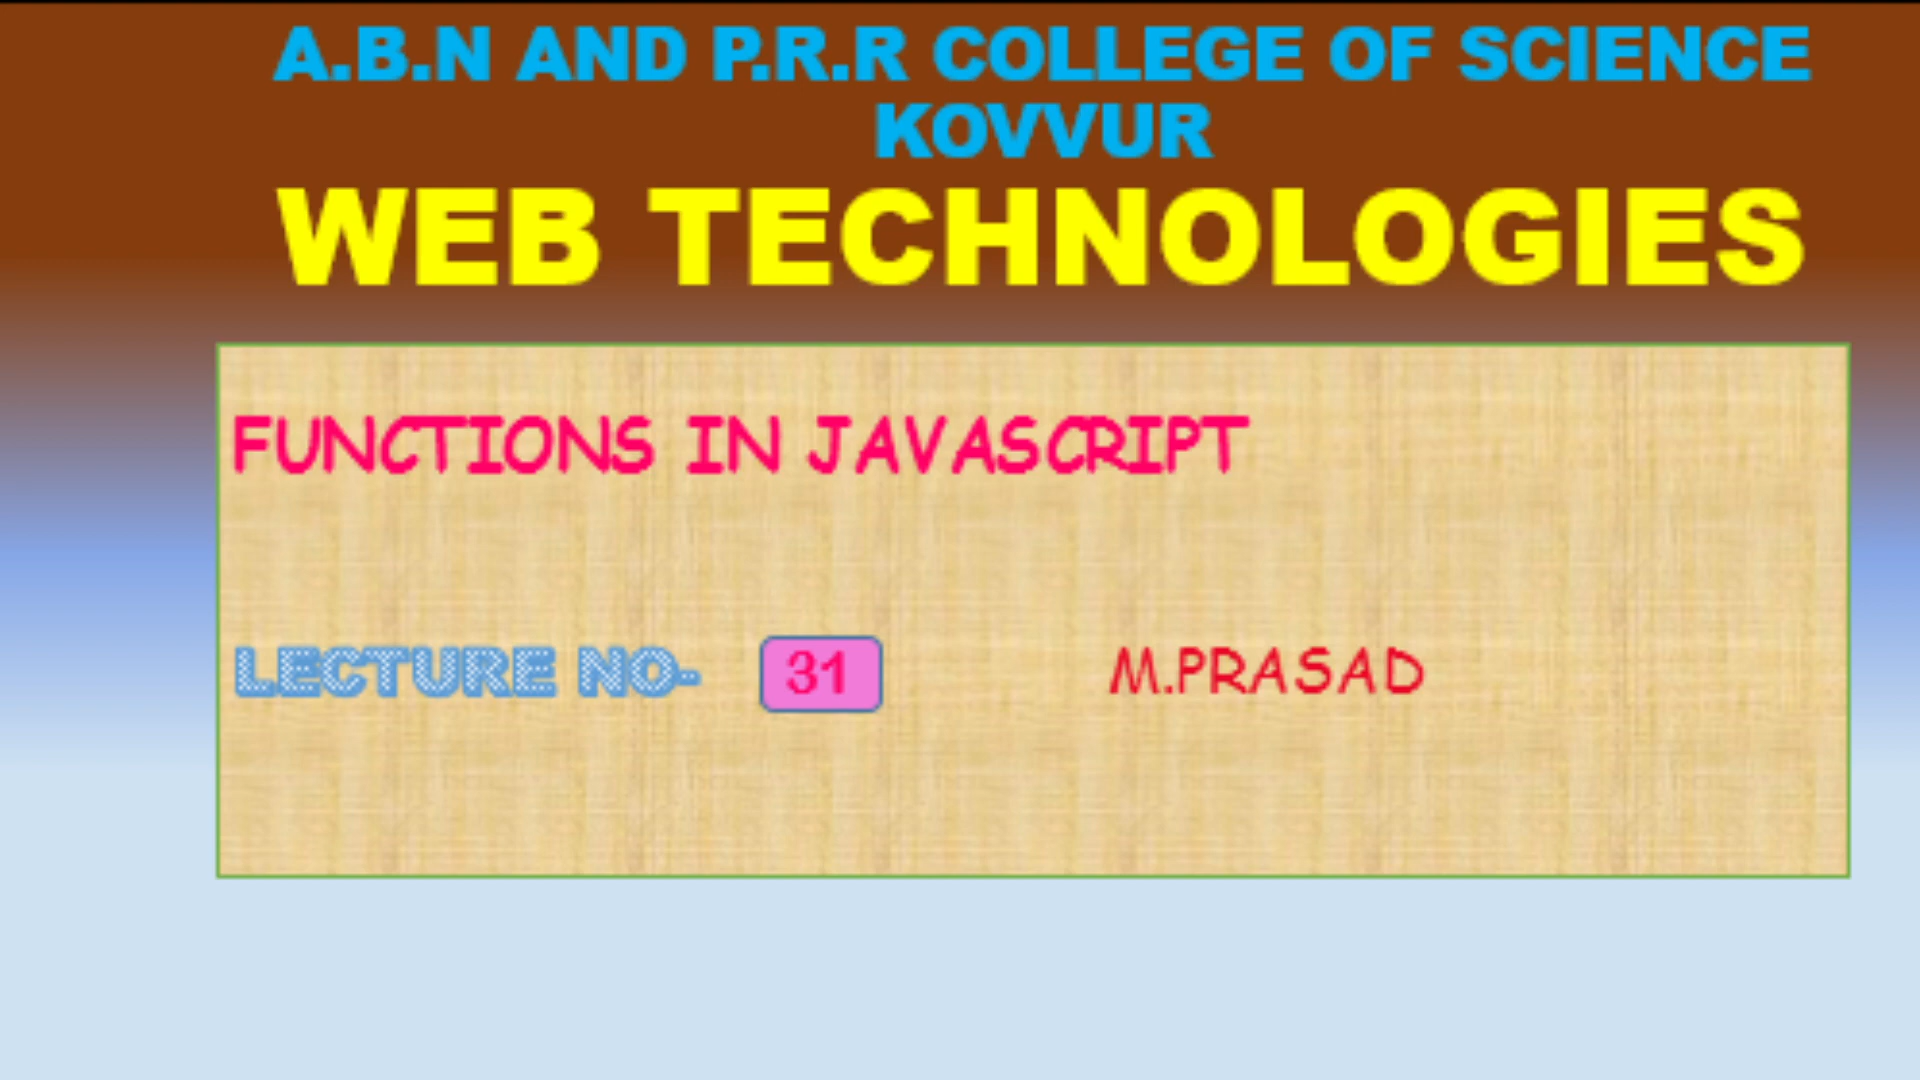 A.B.N AND P.R.R COLLEGE OF SCIENCE
KOVVUR
WEB TECHNOLOGIES
FUNCTIONS IN JAVASCRIPT
LECTURE NO- 31 M.PRASAD